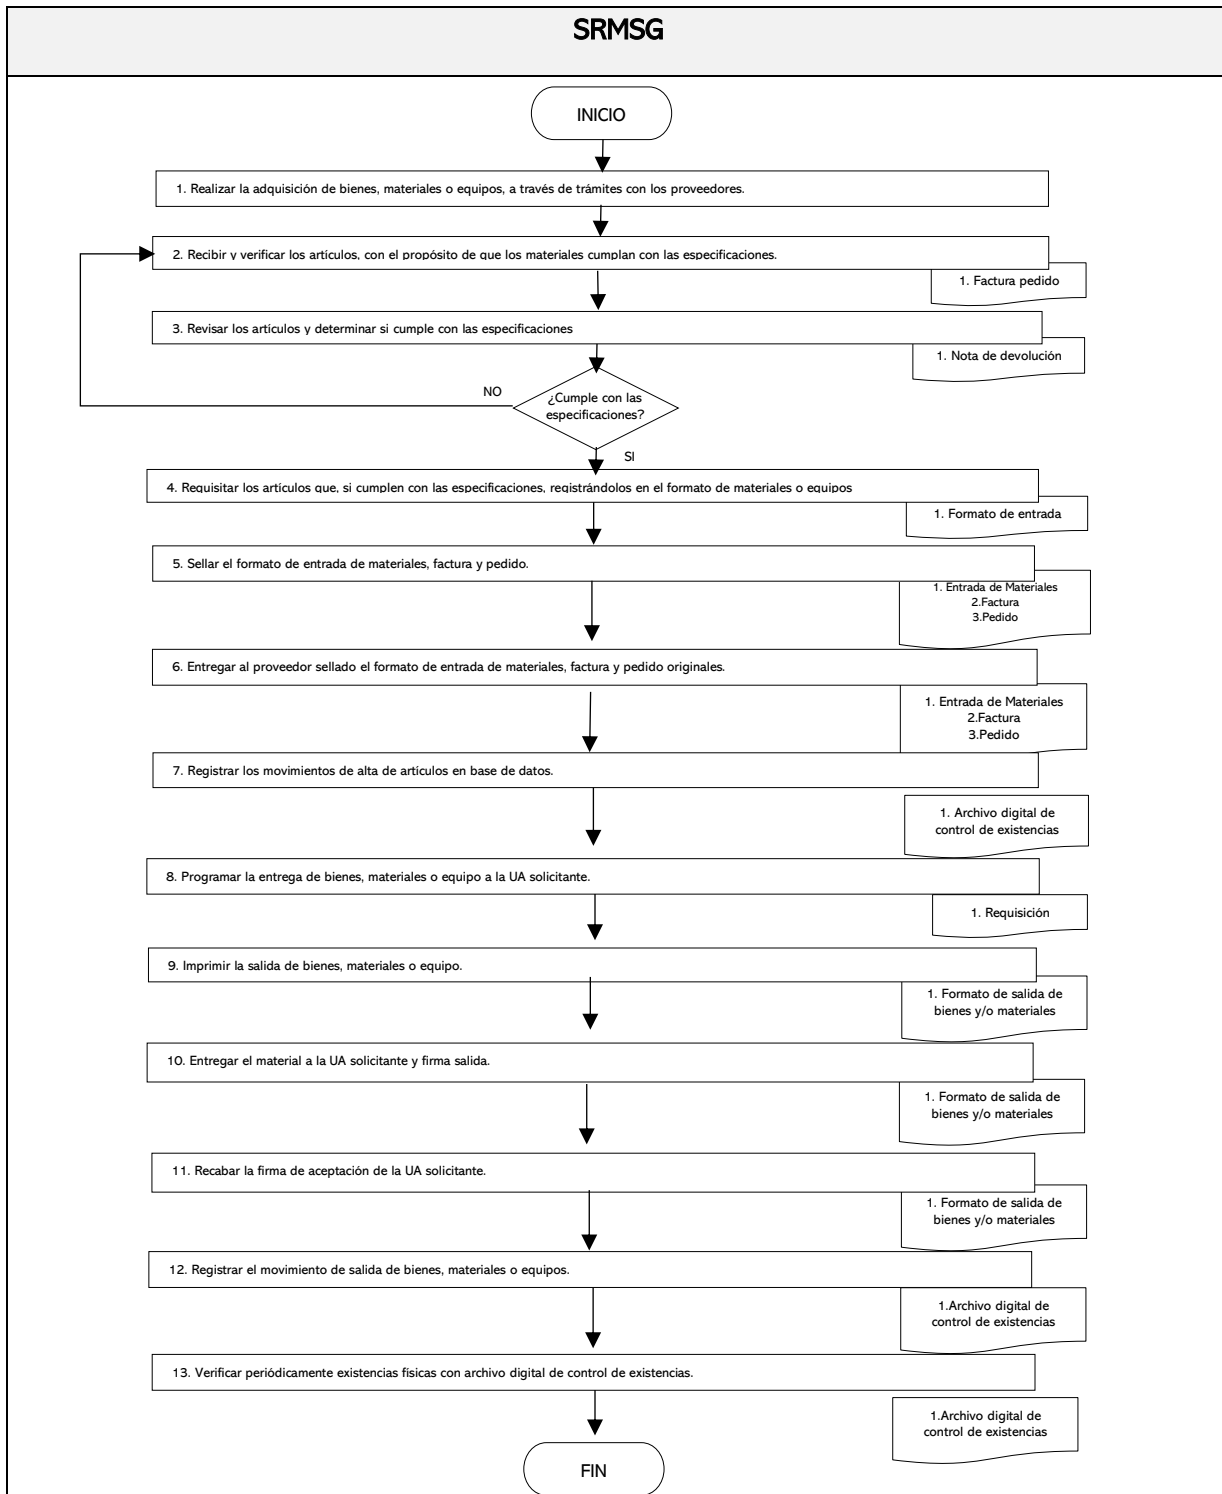 SRMSG
INICIO
1. Realizar la adquisición de bienes, materiales o equipos, a través de trámites con los proveedores.
2. Recibir y verificar los artículos, con el propósito de que los materiales cumplan con las especificaciones.
1. Factura pedido
3. Revisar los artículos y determinar si cumple con las especificaciones
1. Nota de devolución
NO
¿Cumple con las
especificaciones?
SI
4. Requisitar los artículos que, si cumplen con las especificaciones, registrándolos en el formato de materiales o equipos
1. Formato de entrada
5. Sellar el formato de entrada de materiales, factura y pedido.
1. Entrada de Materiales
2.Factura
3.Pedido
6. Entregar al proveedor sellado el formato de entrada de materiales, factura y pedido originales.
1. Entrada de Materiales
2.Factura
3.Pedido
7. Registrar los movimientos de alta de artículos en base de datos.
1. Archivo digital de
control de existencias
8. Programar la entrega de bienes, materiales o equipo a la UA solicitante.
1. Requisición
9. Imprimir la salida de bienes, materiales o equipo.
1. Formato de salida de
bienes y/o materiales
10. Entregar el material a la UA solicitante y firma salida.
1. Formato de salida de
bienes y/o materiales
11. Recabar la firma de aceptación de la UA solicitante.
1. Formato de salida de
bienes y/o materiales
12. Registrar el movimiento de salida de bienes, materiales o equipos.
1.Archivo digital de
control de existencias
13. Verificar periódicamente existencias físicas con archivo digital de control de existencias.
1.Archivo digital de
control de existencias
FIN